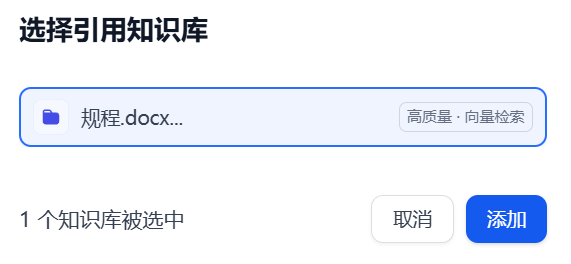 选择引用知识库
规程.docx...
高质量 · 向量检索
1 个知识库被选中
取消
添加